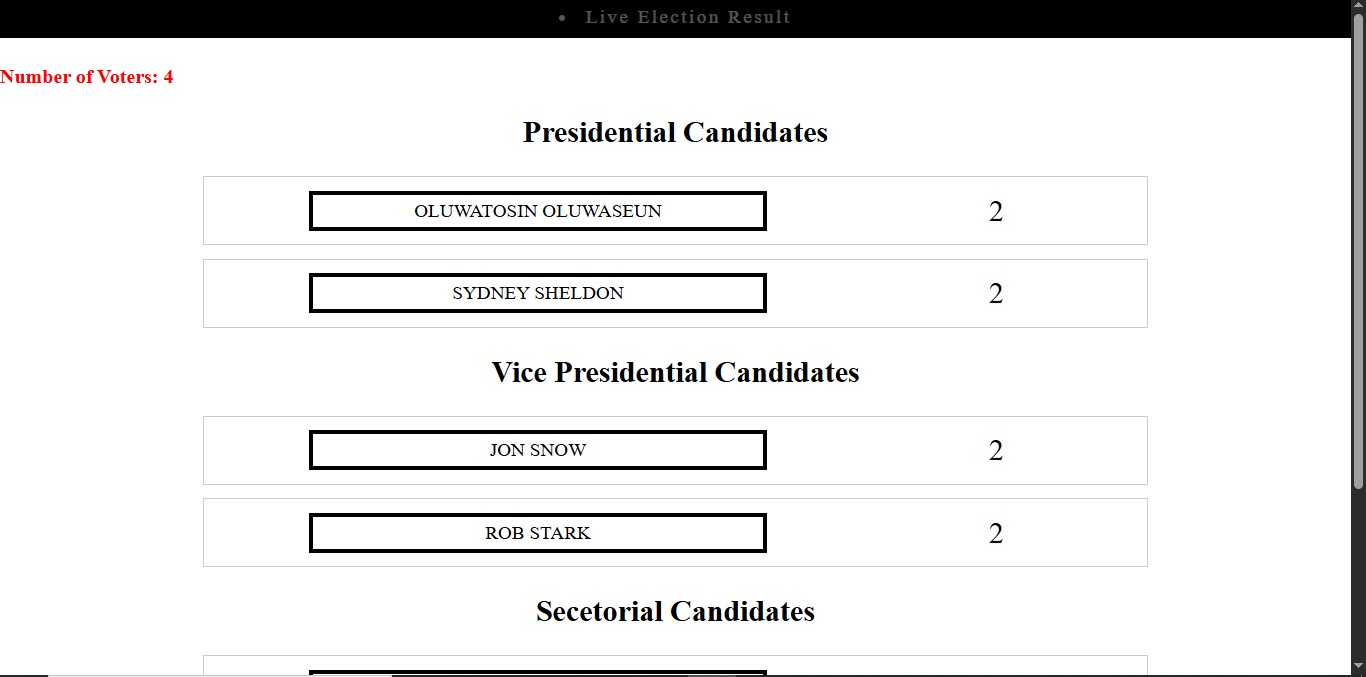 Live Election Result
Number of Voters: 4
Presidential Candidates
OLUWATOSIN OLUWASEUN 2
SYDNEY SHELDON 2
Vice Presidential Candidates
JON SNOW 2
ROB STARK 2
Secetorial Candidates